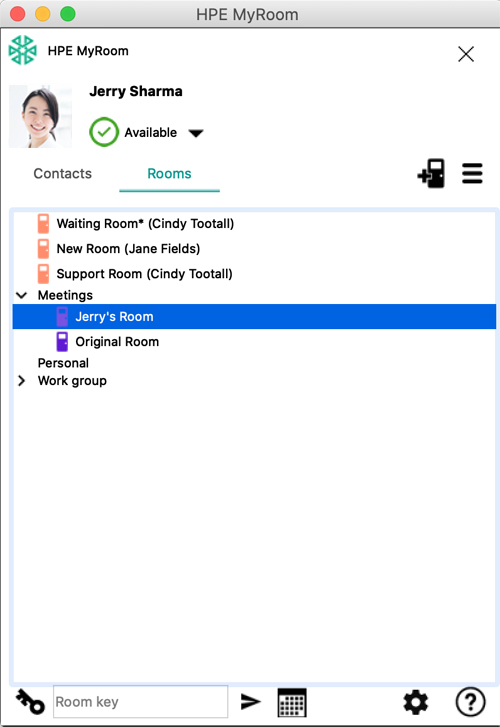 HPE MyRoom
HPE MyRoom
Jerry Sharma
Available
Contacts Rooms
Waiting Room* (Cindy Tootall)
New Room (Jane Fields)
Support Room (Cindy Tootall)
Meetings
Jerry's Room
Original Room
Personal
Work group
Room key
?